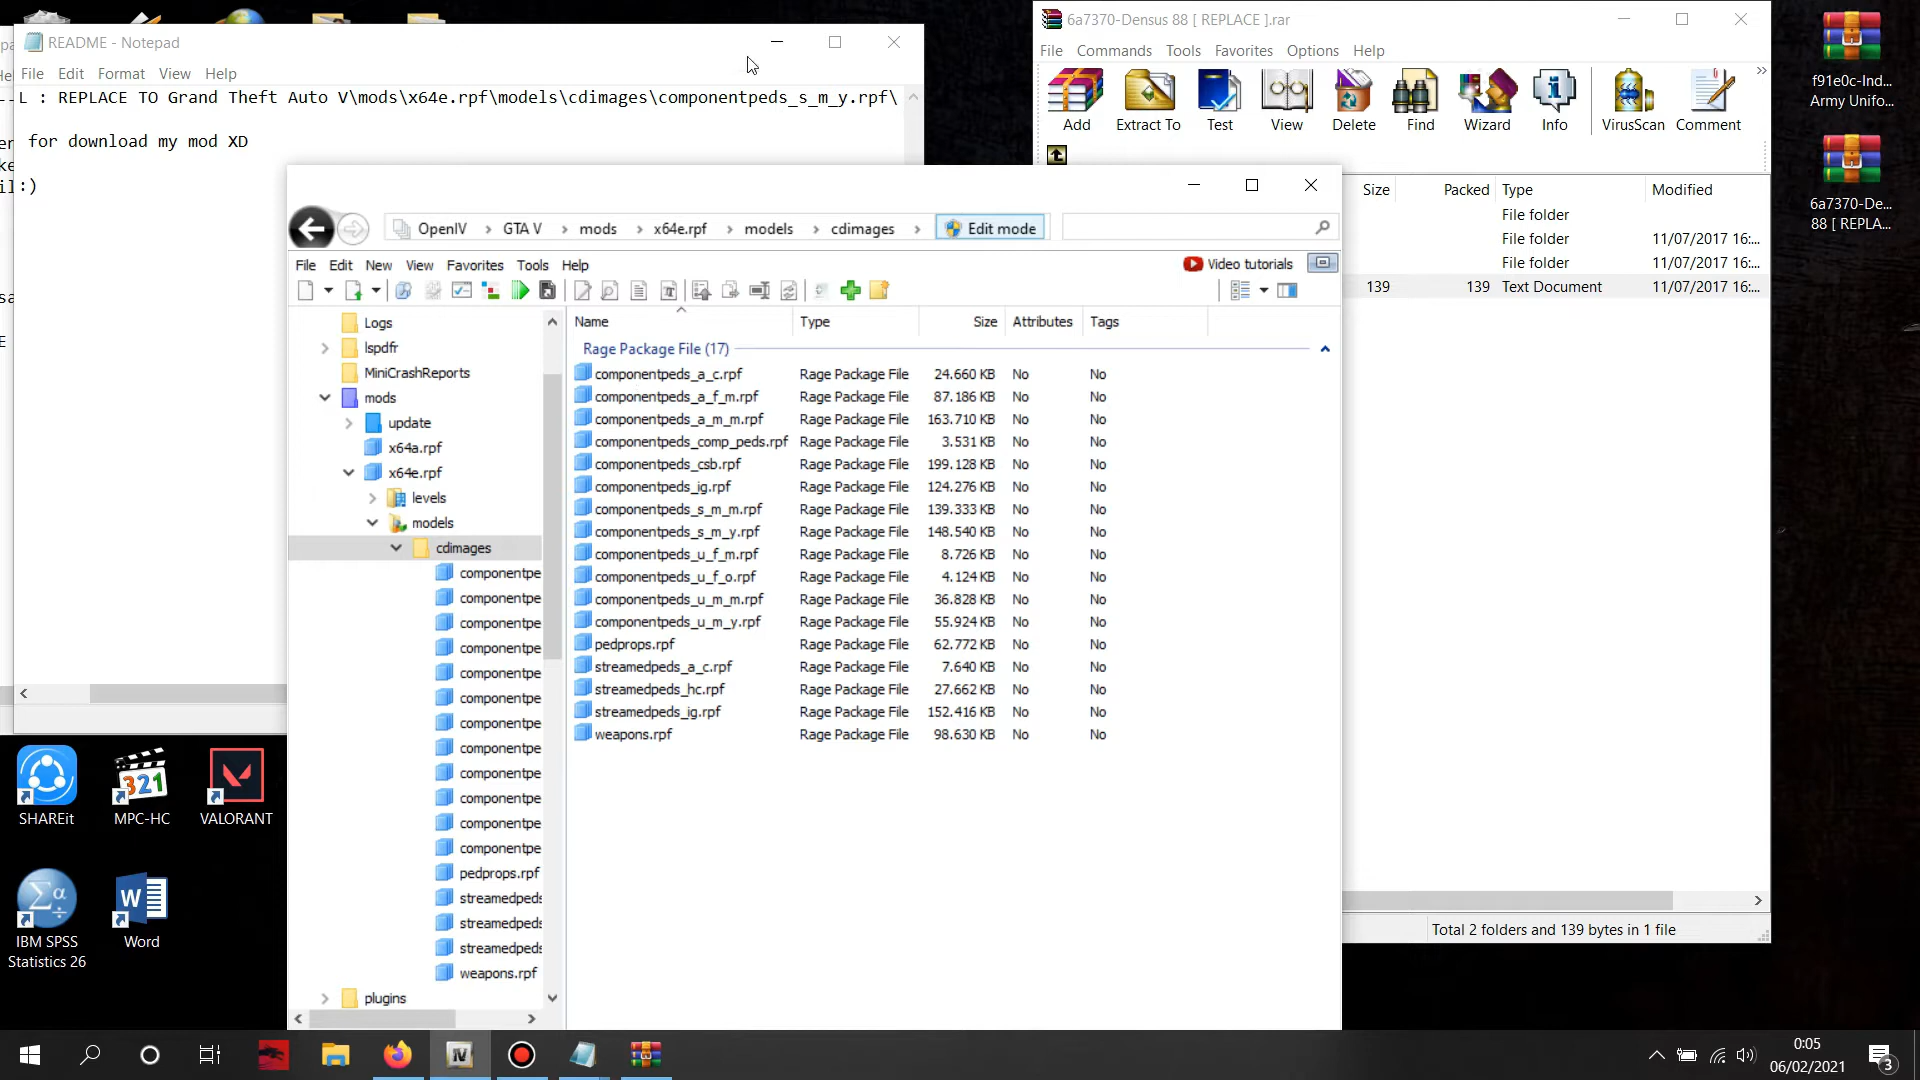 README - Notepad
File Edit Format View Help
L : REPLACE TO Grand Theft Auto V\mods\x64e.rpf\models\cdimages\componentpeds_s_m_y.rpf\
for download my mod XD
:)
6a7370-Densus 88 [ REPLACE ].rar
File Commands Tools Favorites Options Help
Add Extract To Test View Delete Find Wizard Info VirusScan Comment
Size Packed Type Modified
File folder
File folder 11/07/2017 16:...
File folder 11/07/2017 16:...
139 139 Text Document 11/07/2017 16:...
Total 2 folders and 139 bytes in 1 file
f91e0c-Ind...
Army Unifo...
6a7370-De...
88 [ REPLA...
OpenIV GTA V mods x64e.rpf models cdimages Edit mode
File Edit New View Favorites Tools Help Video tutorials
Logs
lspdfr
MiniCrashReports
mods
update
x64a.rpf
x64e.rpf
levels
models
cdimages
componentpe
componentpe
componentpe
componentpe
componentpe
componentpe
componentpe
componentpe
componentpe
componentpe
componentpe
componentpe
pedprops.rpf
streamedpeds
streamedpeds
streamedpeds
weapons.rpf
plugins
Name Type Size Attributes Tags
Rage Package File (17)
componentpeds_a_c.rpf Rage Package File 24.660 KB No No
componentpeds_a_f_m.rpf Rage Package File 87.186 KB No No
componentpeds_a_m_m.rpf Rage Package File 163.710 KB No No
componentpeds_comp_peds.rpf Rage Package File 3.531 KB No No
componentpeds_csb.rpf Rage Package File 199.128 KB No No
componentpeds_ig.rpf Rage Package File 124.276 KB No No
componentpeds_s_m_m.rpf Rage Package File 139.333 KB No No
componentpeds_s_m_y.rpf Rage Package File 148.540 KB No No
componentpeds_u_f_m.rpf Rage Package File 8.726 KB No No
componentpeds_u_f_o.rpf Rage Package File 4.124 KB No No
componentpeds_u_m_m.rpf Rage Package File 36.828 KB No No
componentpeds_u_m_y.rpf Rage Package File 55.924 KB No No
pedprops.rpf Rage Package File 62.772 KB No No
streamedpeds_a_c.rpf Rage Package File 7.640 KB No No
streamedpeds_hc.rpf Rage Package File 27.662 KB No No
streamedpeds_ig.rpf Rage Package File 152.416 KB No No
weapons.rpf Rage Package File 98.630 KB No No
SHAREit
MPC-HC
VALORANT
IBM SPSS
Statistics 26
Word
0:05
06/02/2021
3